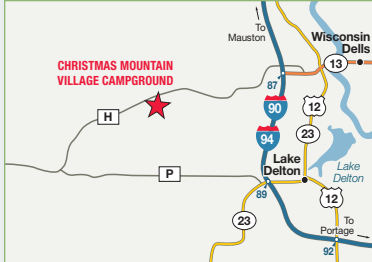 To
Mauston
Wisconsin
Dells
13
CHRISTMAS MOUNTAIN
VILLAGE CAMPGROUND
87
H
90
12
94
23
Lake
Delton
Lake
Delton
P
89
12
23
To
Portage
92